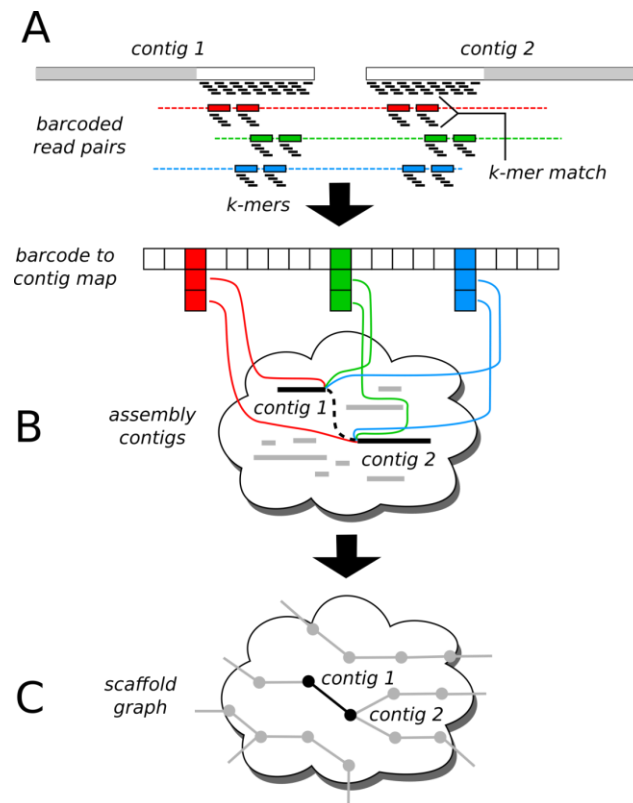 A
contig 1
contig 2
barcoded
read pairs
k-mer match
k-mers
barcode to
contig map
B
assembly
contigs
contig 1
contig 2
C
scaffold
graph
contig 1
contig 2